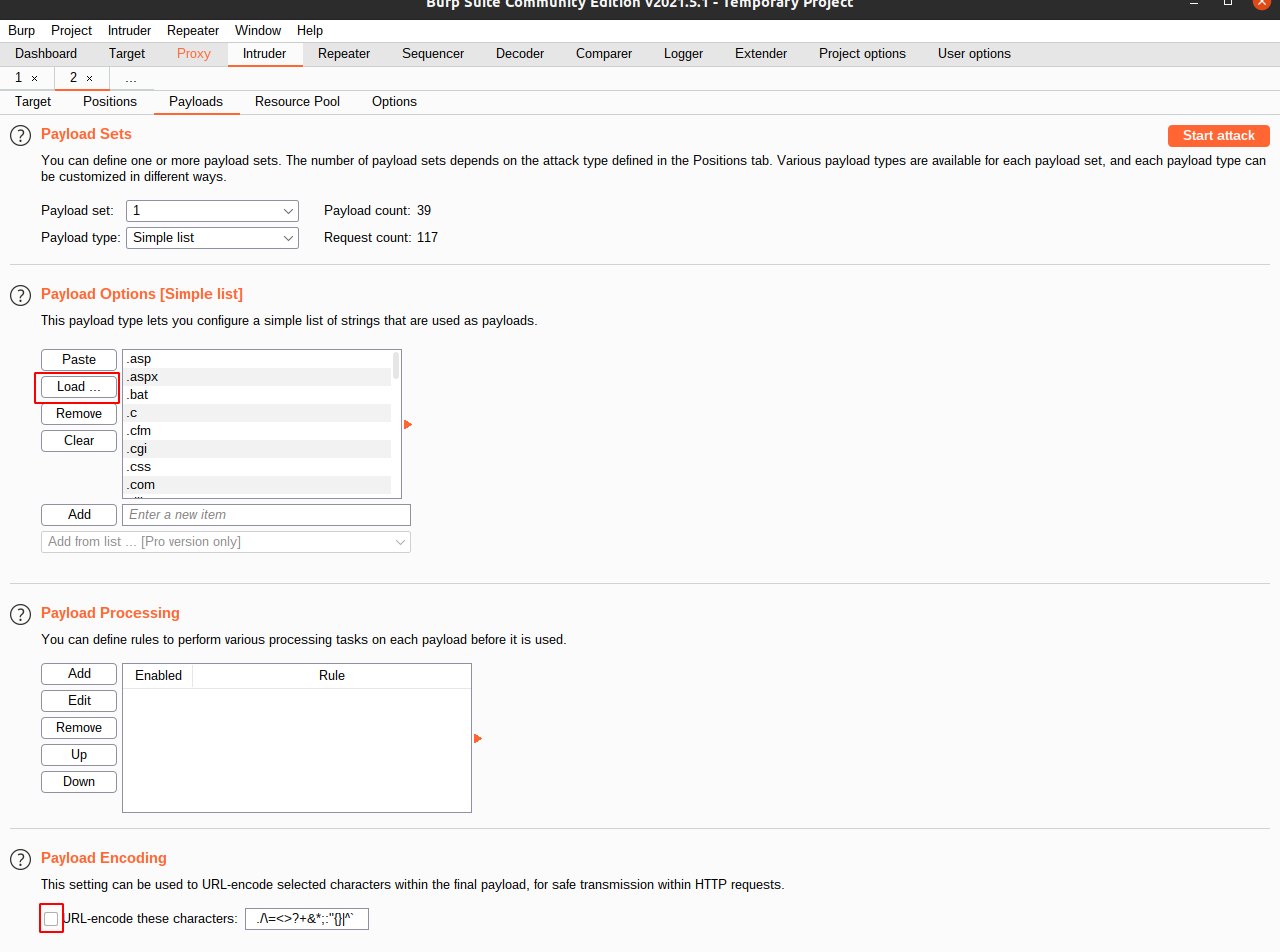 Burp Suite Community Edition v2021.5.1 - Temporary Project
Burp Project Intruder Repeater Window Help
Dashboard Target Proxy Intruder Repeater Sequencer Decoder Comparer Logger Extender Project options User options
1 × 2 × ...
Target Positions Payloads Resource Pool Options
? Payload Sets Start attack
You can define one or more payload sets. The number of payload sets depends on the attack type defined in the Positions tab. Various payload types are available for each payload set, and each payload type can
be customized in different ways.
Payload set: 1 Payload count: 39
Payload type: Simple list Request count: 117
? Payload Options [Simple list]
This payload type lets you configure a simple list of strings that are used as payloads.
Paste .asp
.aspx
Load ... .bat
Remove .c
.cfm
Clear .cgi
.css
.com
Add Enter a new item
Add from list ... [Pro version only]
? Payload Processing
You can define rules to perform various processing tasks on each payload before it is used.
Add Enabled Rule
Edit
Remove
Up
Down
? Payload Encoding
This setting can be used to URL-encode selected characters within the final payload, for safe transmission within HTTP requests.
URL-encode these characters: ./\=<>?+&*;:"{}|^`